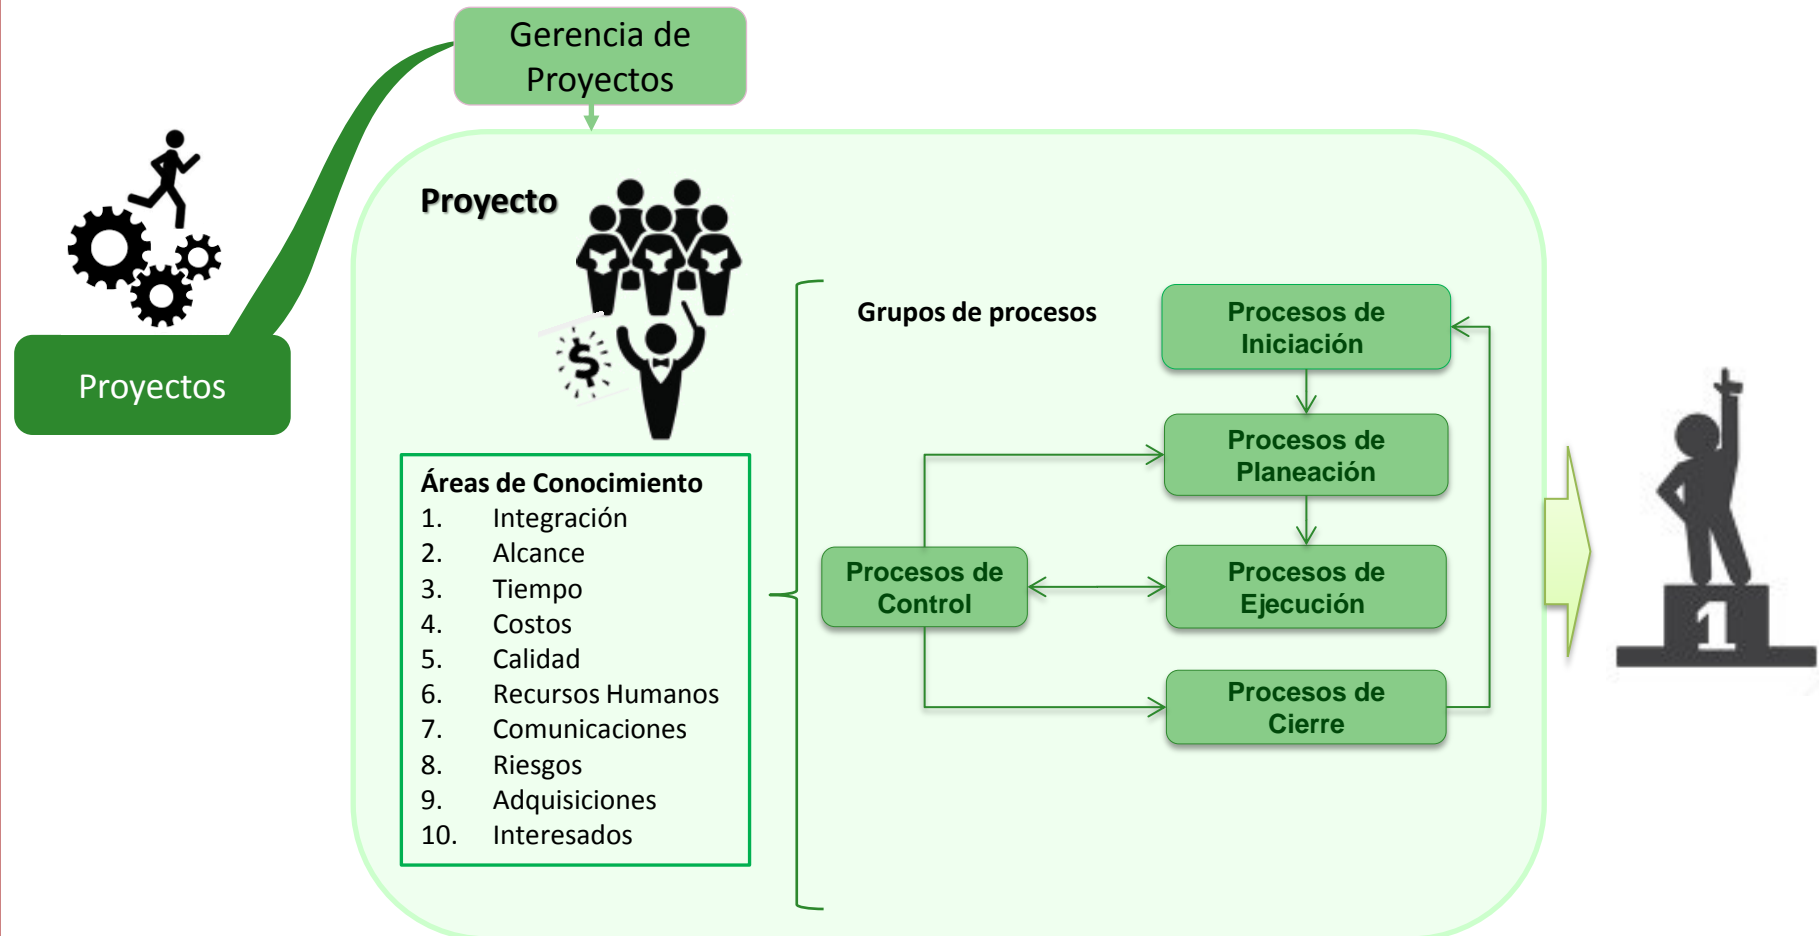 Gerencia de
Proyectos
Proyectos
Proyecto
$
Áreas de Conocimiento
1. Integración
2. Alcance
3. Tiempo
4. Costos
5. Calidad
6. Recursos Humanos
7. Comunicaciones
8. Riesgos
9. Adquisiciones
10. Interesados
Grupos de procesos
Procesos de
Iniciación
Procesos de
Planeación
Procesos de
Control
Procesos de
Ejecución
Procesos de
Cierre
1